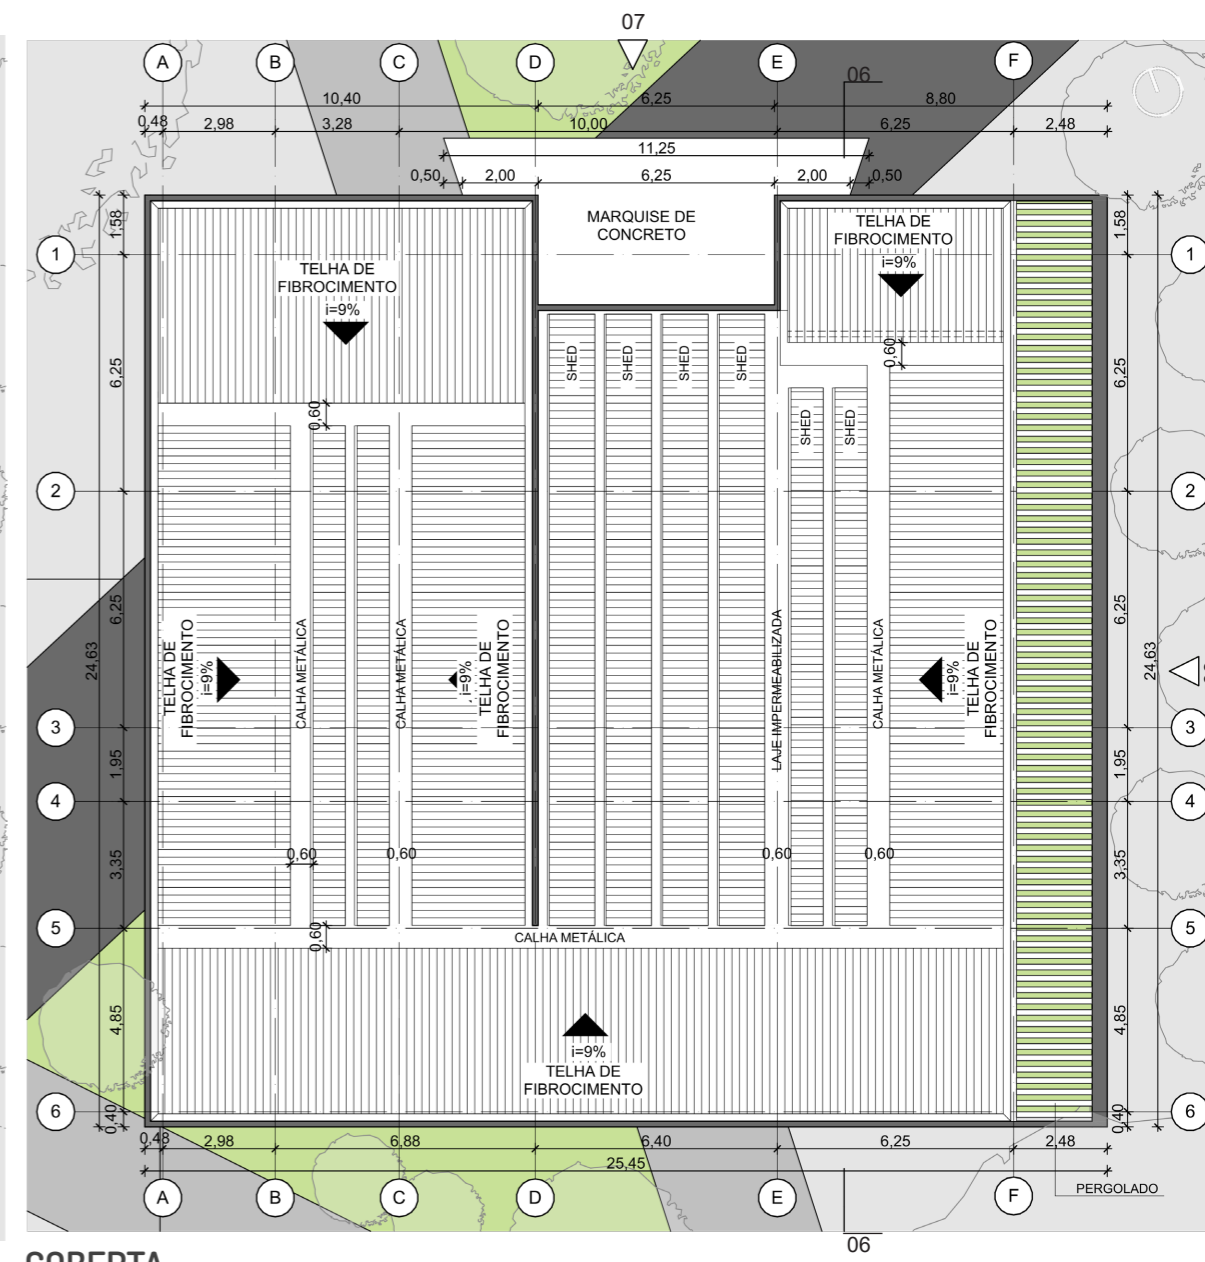 07
A B C D E F
06
10,40 6,25 8,80
0,48 2,98 3,28 10,00 6,25 2,48
11,25
0,50 2,00 6,25 2,00 0,50
MARQUISE DE
CONCRETO
TELHA DE
FIBROCIMENTO
i=9%
TELHA DE
FIBROCIMENTO
i=9%
1,58 1,58
1 1
6,25 6,25
SHED SHED SHED SHED
0,60
0,60
SHED SHED
2 2
6,25 6,25
24,63 24,63
TELHA DE
FIBROCIMENTO
i=9%
CALHA METÁLICA
CALHA METÁLICA
i=9%
TELHA DE
FIBROCIMENTO
LAJE IMPERMEABILIZADA
CALHA METÁLICA
i=9%
TELHA DE
FIBROCIMENTO
3 3
1,95 1,95
4 4
3,35 3,35
0,60 0,60 0,60 0,60
5 5
0,60
CALHA METÁLICA
4,85 4,85
i=9%
TELHA DE
FIBROCIMENTO
6 6
0,40 0,40
0,48 2,98 6,88 6,40 6,25 2,48
25,45
A B C D E F
PERGOLADO
06
COBERTA